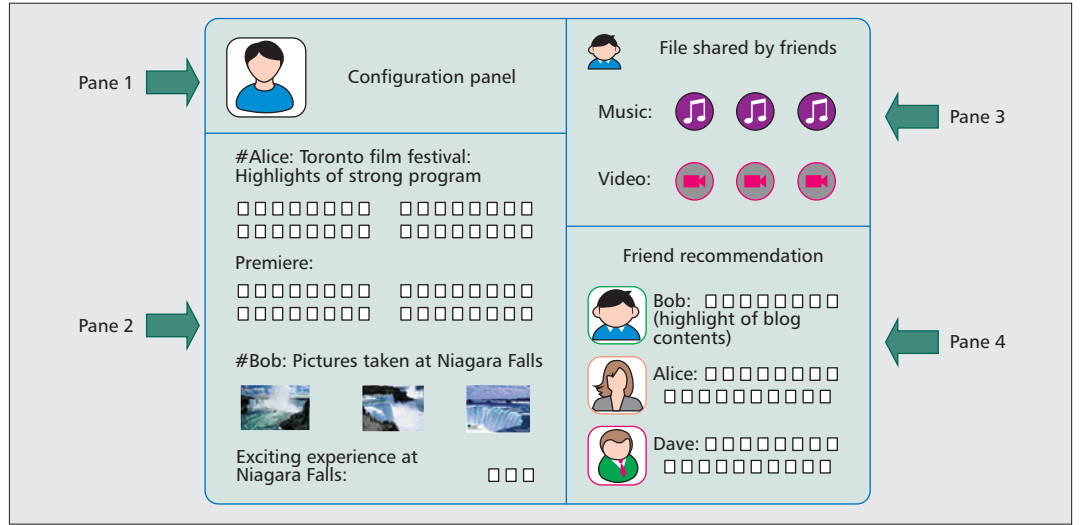 Pane 1
Configuration panel
Pane 2
#Alice: Toronto film festival:
Highlights of strong program
Premiere:
#Bob: Pictures taken at Niagara Falls
Exciting experience at
Niagara Falls:
Pane 3
File shared by friends
Music:
Video:
Pane 4
Friend recommendation
Bob:
(highlight of blog
contents)
Alice:
Dave: